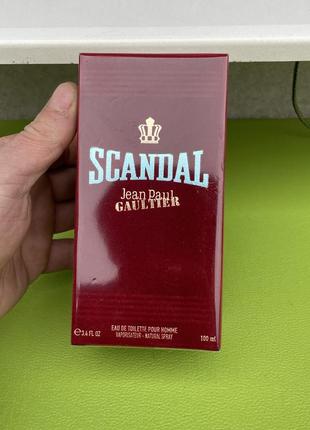 SCANDAL
Jean Paul
GAULTIER
EAU DE TOILETTE POUR HOMME
℮3.4 FL OZ VAPORISATEUR - NATURAL SPRAY 100 ml